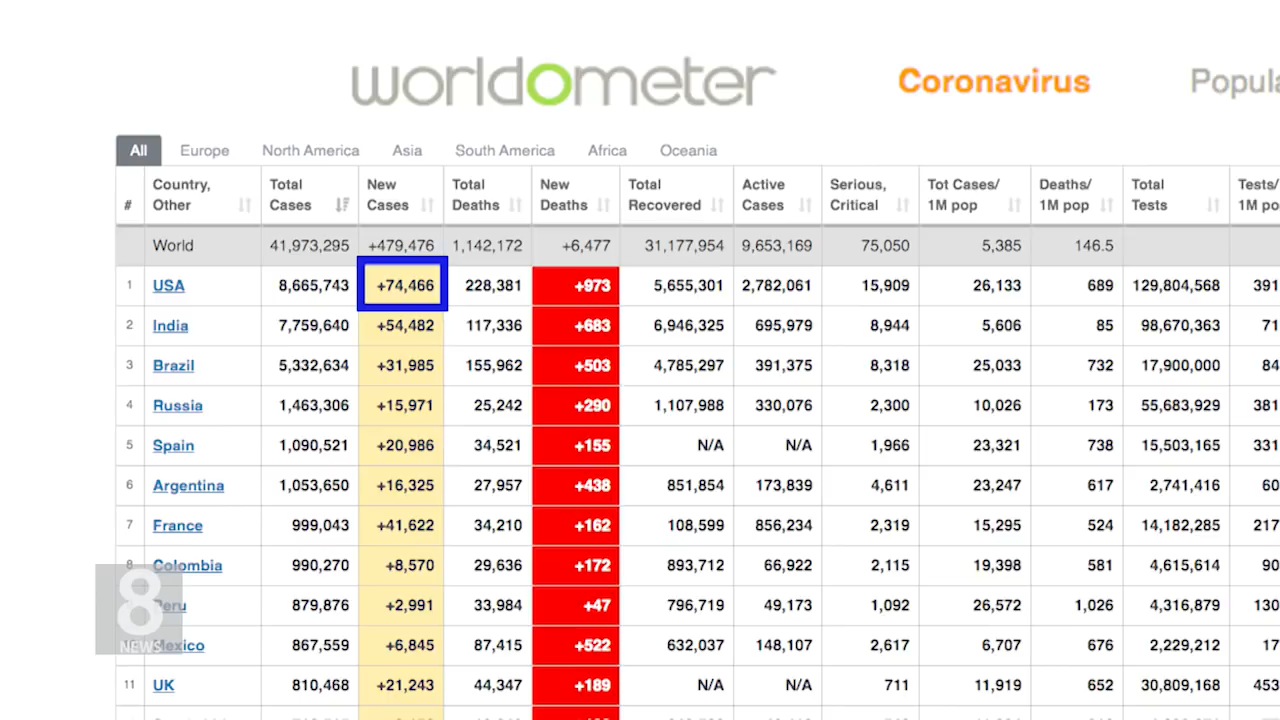 worldometer Coronavirus Popula
All Europe North America Asia South America Africa Oceania
# Country, Other Total Cases New Cases Total Deaths New Deaths Total Recovered Active Cases Serious, Critical Tot Cases/ 1M pop Deaths/ 1M pop Total Tests Tests/ 1M po
World 41,973,295 +479,476 1,142,172 +6,477 31,177,954 9,653,169 75,050 5,385 146.5
1 USA 8,665,743 +74,466 228,381 +973 5,655,301 2,782,061 15,909 26,133 689 129,804,568 391
2 India 7,759,640 +54,482 117,336 +683 6,946,325 695,979 8,944 5,606 85 98,670,363 71
3 Brazil 5,332,634 +31,985 155,962 +503 4,785,297 391,375 8,318 25,033 732 17,900,000 84
4 Russia 1,463,306 +15,971 25,242 +290 1,107,988 330,076 2,300 10,026 173 55,683,929 381
5 Spain 1,090,521 +20,986 34,521 +155 N/A N/A 1,966 23,321 738 15,503,165 331
6 Argentina 1,053,650 +16,325 27,957 +438 851,854 173,839 4,611 23,247 617 2,741,416 60
7 France 999,043 +41,622 34,210 +162 108,599 856,234 2,319 15,295 524 14,182,285 217
8 Colombia 990,270 +8,570 29,636 +172 893,712 66,922 2,115 19,398 581 4,615,614 90
Peru 879,876 +2,991 33,984 +47 796,719 49,173 1,092 26,572 1,026 4,316,879 130
Mexico 867,559 +6,845 87,415 +522 632,037 148,107 2,617 6,707 676 2,229,212 17
11 UK 810,468 +21,243 44,347 +189 N/A N/A 711 11,919 652 30,809,168 453
8 NEWS